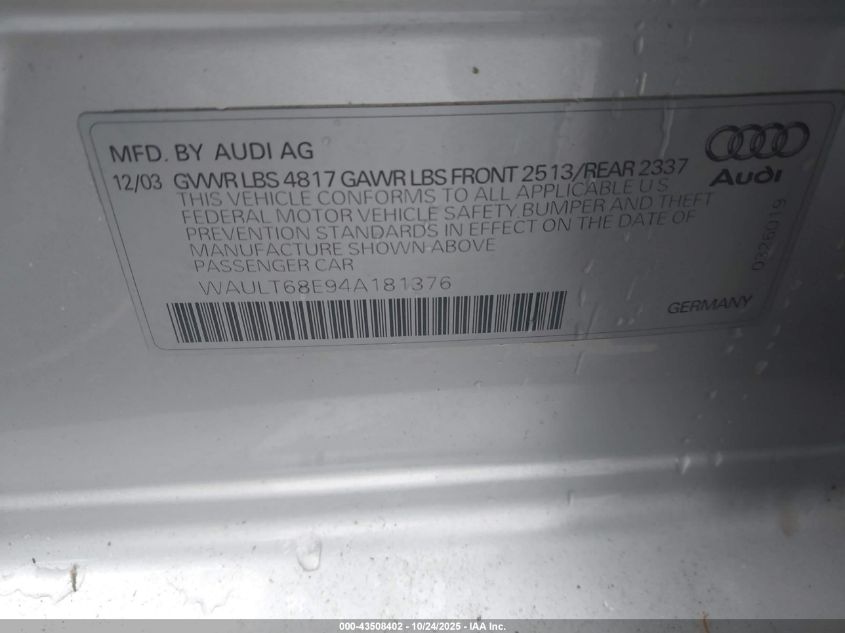 MFD. BY AUDI AG
12/03 GVWR LBS 4817 GAWR LBS FRONT 2513/REAR 2337
THIS VEHICLE CONFORMS TO ALL APPLICABLE U S
FEDERAL MOTOR VEHICLE SAFETY, BUMPER AND THEFT
PREVENTION STANDARDS IN EFFECT ON THE DATE OF
MANUFACTURE SHOWN ABOVE
PASSENGER CAR
WAULT68E94A181376
Audi
0326019
GERMANY
000-43508402 - 10/24/2025 - IAA Inc.